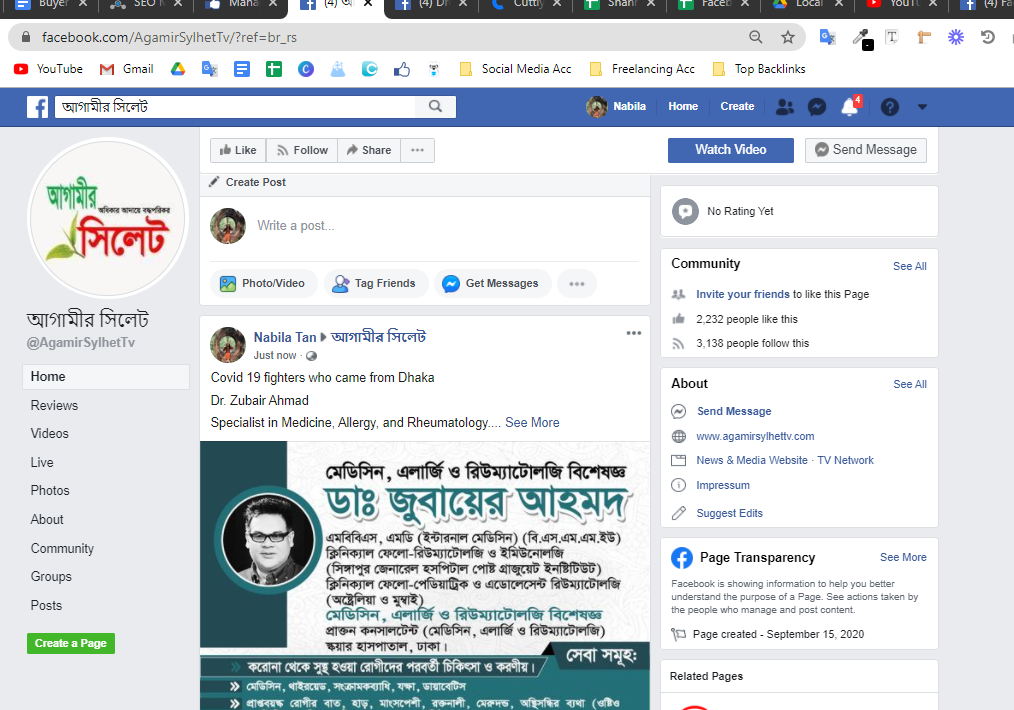 Buyer
SEO M
Mana
(4) আ
(4) Dr
Cuttly
Faceb
Local
YouTu
(4) Fa
facebook.com/AgamirSylhetTv/?ref=br_rs
YouTube
Gmail
Social Media Acc
Freelancing Acc
Top Backlinks
আগামীর সিলেট
Nabila
Home
Create
4
আগামীর
অধিকার আদায়ে বদ্ধপরিকর
সিলেট
আগামীর সিলেট
@AgamirSylhetTv
Home
Reviews
Videos
Live
Photos
About
Community
Groups
Posts
Create a Page
Like
Follow
Share
Watch Video
Send Message
Create Post
Write a post...
Photo/Video
Tag Friends
Get Messages
Nabila Tan ▸ আগামীর সিলেট
Just now ·
Covid 19 fighters who came from Dhaka
Dr. Zubair Ahmad
Specialist in Medicine, Allergy, and Rheumatology.... See More
মেডিসিন, এলার্জি ও রিউম্যাটোলজি বিশেষজ্ঞ
ডাঃ জুবায়ের আহমদ
এমবিবিএস, এমডি (ইন্টারনাল মেডিসিন) (বি.এস.এম.এম.ইউ)
ক্লিনিক্যাল ফেলো-রিউম্যাটোলজি ও ইমিউনোলজি
(সিঙ্গাপুর জেনারেল হসপিটাল পোষ্ট গ্রাজুয়েট ইনষ্টিটিউট)
ক্লিনিক্যাল ফেলো-পেডিয়াট্রিক ও এডোলেসেন্ট রিউম্যাটোলজি
(অষ্ট্রেলিয়া ও মুম্বাই)
মেডিসিন, এলার্জি ও রিউম্যাটোলজি বিশেষজ্ঞ
প্রাক্তন কনসালটেন্ট (মেডিসিন, এলার্জি ও রিউম্যাটোলজি)
স্কয়ার হাসপাতাল, ঢাকা।
সেবা সমূহ:
করোনা থেকে সুস্থ হওয়া রোগীদের পরবর্তী চিকিৎসা ও করণীয়।
মেডিসিন, থাইরয়েড, সংক্রামকব্যাধি, যক্ষা, ডায়াবেটিস
প্রাপ্তবয়স্ক রোগীর বাত, হাড়, মাংসপেশী, রক্তনালী, মেরুদন্ড, অস্থিসন্ধির ব্যথা (ওষ্টিও
No Rating Yet
Community
See All
Invite your friends to like this Page
2,232 people like this
3,138 people follow this
About
See All
Send Message
www.agamirsylhettv.com
News & Media Website · TV Network
Impressum
Suggest Edits
Page Transparency
See More
Facebook is showing information to help you better
understand the purpose of a Page. See actions taken by
the people who manage and post content.
Page created - September 15, 2020
Related Pages